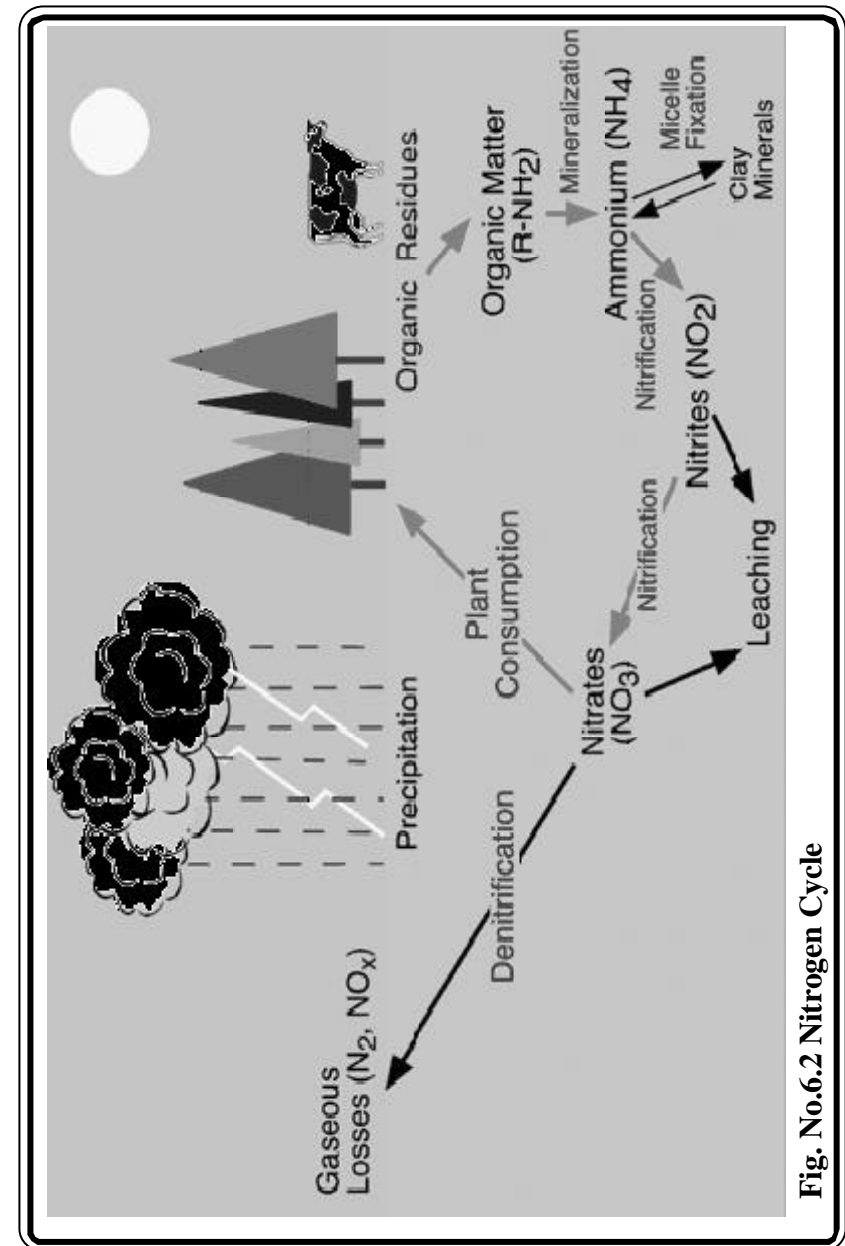 Gaseous
Losses (N2, NOx)
Precipitation
Organic Residues
Denitrification
Plant
Consumption
Organic Matter
(R-NH2)
Mineralization
Nitrates
(NO3)
Nitrification
Nitrification
Ammonium (NH4)
Nitrites (NO2)
Micelle
Fixation
Leaching
Clay
Minerals
Fig. No.6.2 Nitrogen Cycle